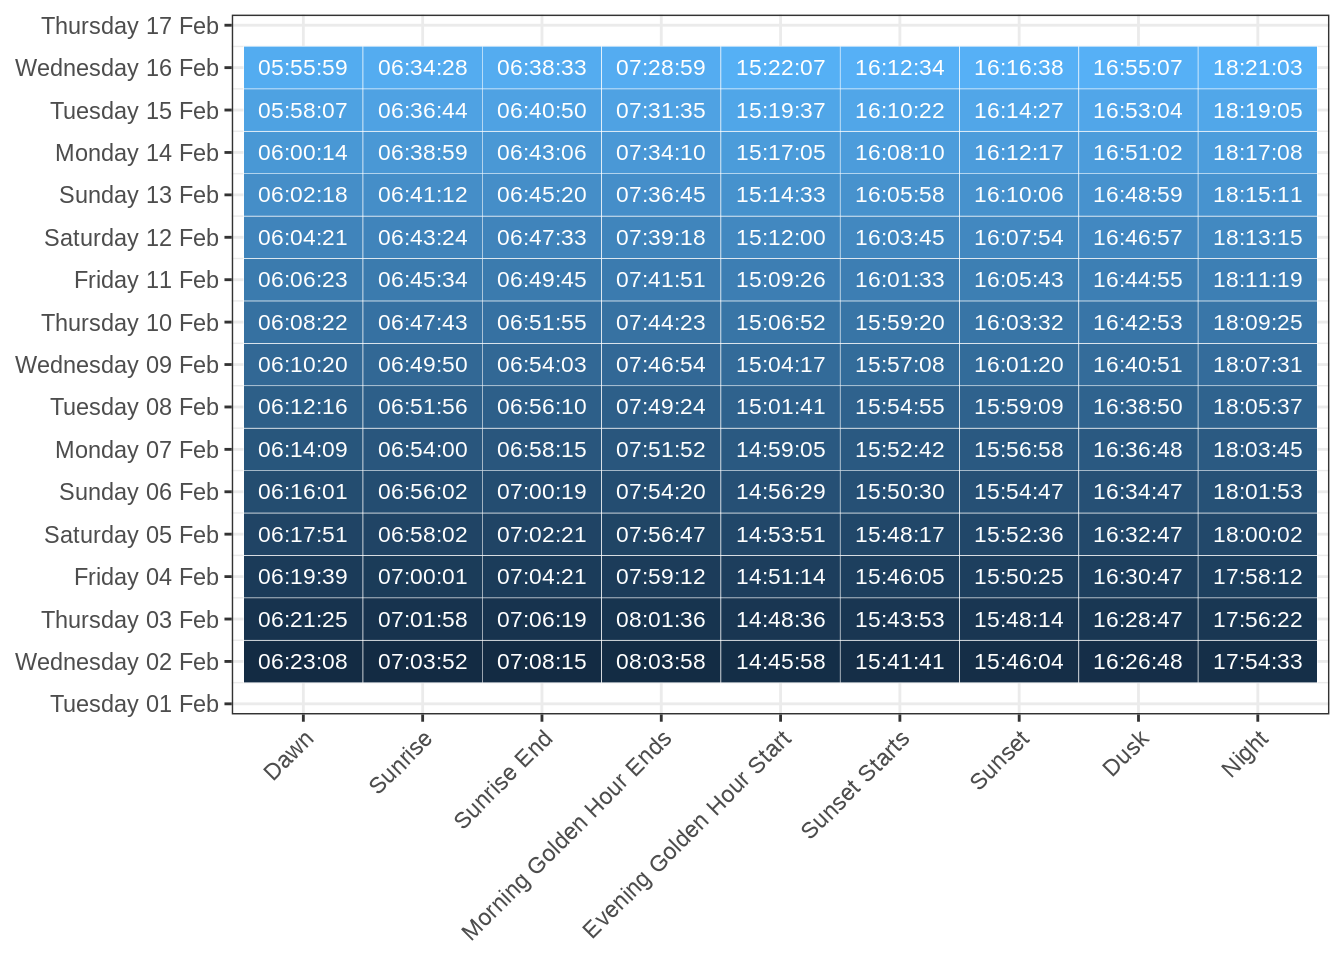 Thursday 17 Feb
Wednesday 16 Feb 05:55:59 06:34:28 06:38:33 07:28:59 15:22:07 16:12:34 16:16:38 16:55:07 18:21:03
Tuesday 15 Feb 05:58:07 06:36:44 06:40:50 07:31:35 15:19:37 16:10:22 16:14:27 16:53:04 18:19:05
Monday 14 Feb 06:00:14 06:38:59 06:43:06 07:34:10 15:17:05 16:08:10 16:12:17 16:51:02 18:17:08
Sunday 13 Feb 06:02:18 06:41:12 06:45:20 07:36:45 15:14:33 16:05:58 16:10:06 16:48:59 18:15:11
Saturday 12 Feb 06:04:21 06:43:24 06:47:33 07:39:18 15:12:00 16:03:45 16:07:54 16:46:57 18:13:15
Friday 11 Feb 06:06:23 06:45:34 06:49:45 07:41:51 15:09:26 16:01:33 16:05:43 16:44:55 18:11:19
Thursday 10 Feb 06:08:22 06:47:43 06:51:55 07:44:23 15:06:52 15:59:20 16:03:32 16:42:53 18:09:25
Wednesday 09 Feb 06:10:20 06:49:50 06:54:03 07:46:54 15:04:17 15:57:08 16:01:20 16:40:51 18:07:31
Tuesday 08 Feb 06:12:16 06:51:56 06:56:10 07:49:24 15:01:41 15:54:55 15:59:09 16:38:50 18:05:37
Monday 07 Feb 06:14:09 06:54:00 06:58:15 07:51:52 14:59:05 15:52:42 15:56:58 16:36:48 18:03:45
Sunday 06 Feb 06:16:01 06:56:02 07:00:19 07:54:20 14:56:29 15:50:30 15:54:47 16:34:47 18:01:53
Saturday 05 Feb 06:17:51 06:58:02 07:02:21 07:56:47 14:53:51 15:48:17 15:52:36 16:32:47 18:00:02
Friday 04 Feb 06:19:39 07:00:01 07:04:21 07:59:12 14:51:14 15:46:05 15:50:25 16:30:47 17:58:12
Thursday 03 Feb 06:21:25 07:01:58 07:06:19 08:01:36 14:48:36 15:43:53 15:48:14 16:28:47 17:56:22
Wednesday 02 Feb 06:23:08 07:03:52 07:08:15 08:03:58 14:45:58 15:41:41 15:46:04 16:26:48 17:54:33
Tuesday 01 Feb
Dawn
Sunrise
Sunrise End
Morning Golden Hour Ends
Evening Golden Hour Start
Sunset Starts
Sunset
Dusk
Night